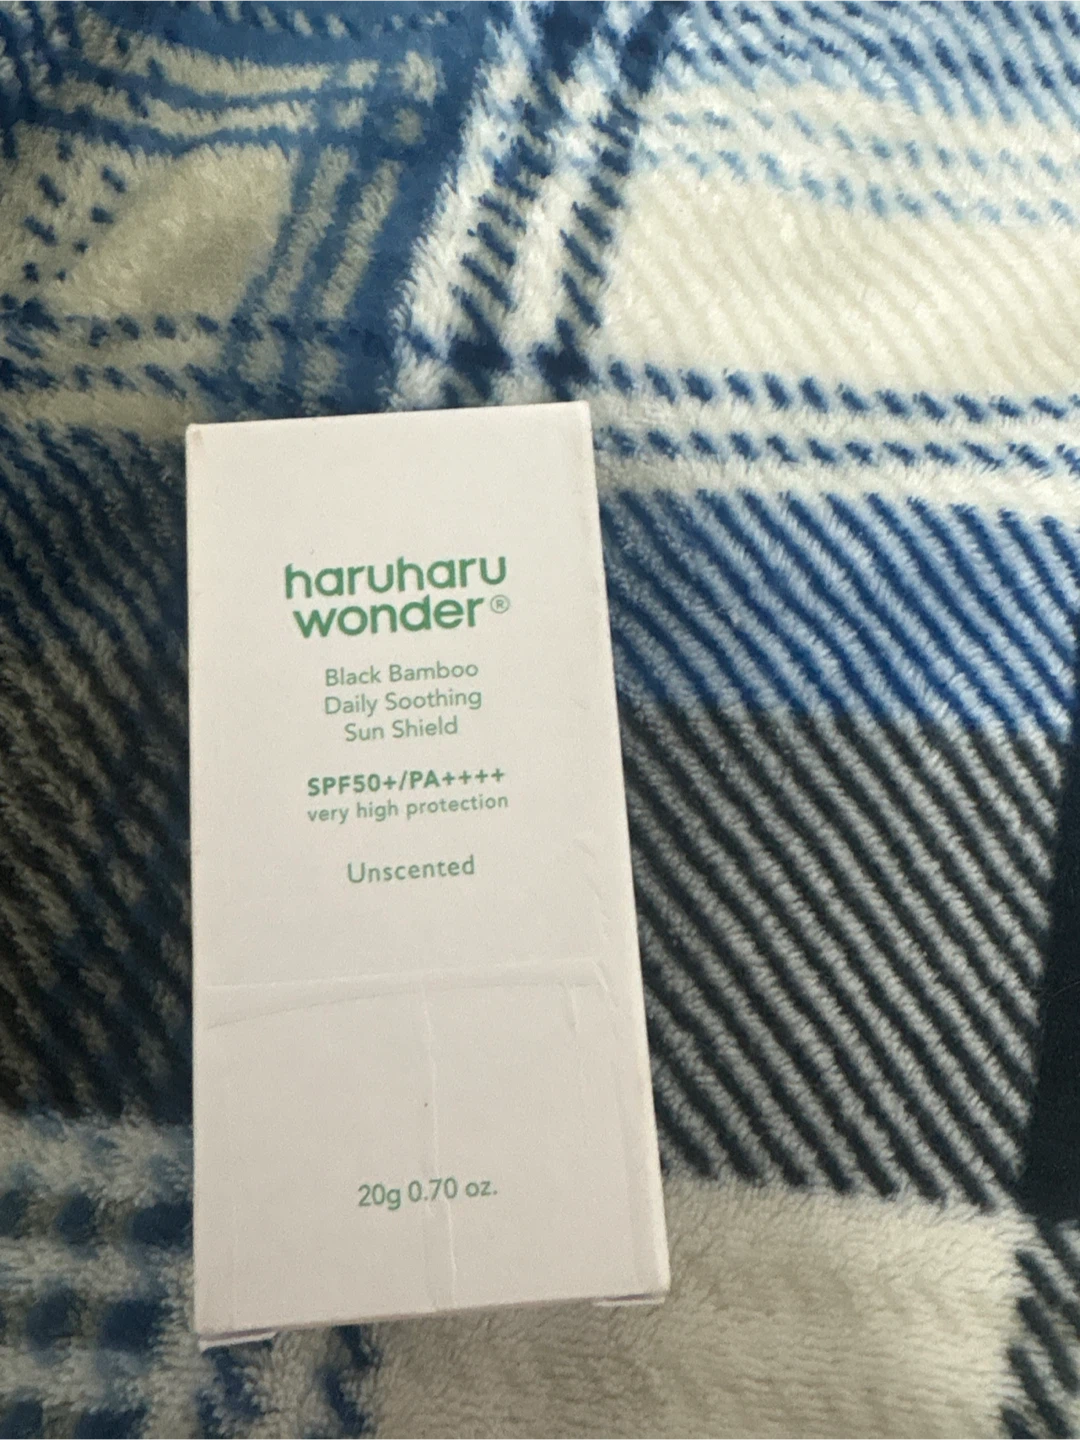 haruharu
wonder®
Black Bamboo
Daily Soothing
Sun Shield
SPF50+/PA++++
very high protection
Unscented
20g 0.70 oz.